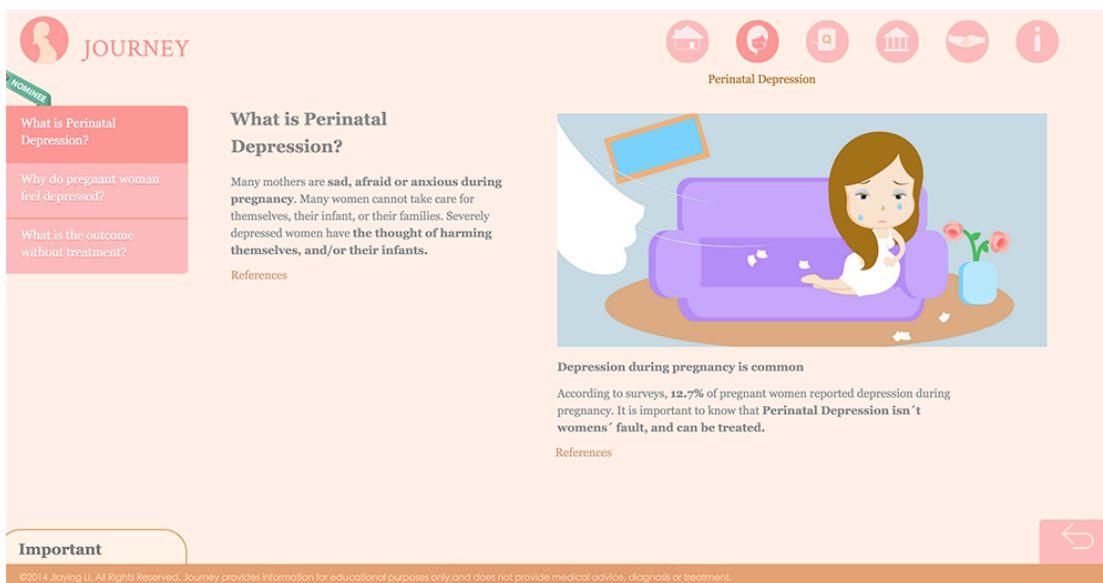 JOURNEY
Perinatal Depression
NOMINEE
What is Perinatal
Depression?
Why do pregnant woman
feel depressed?
What is the outcome
without treatment?
What is Perinatal
Depression?
Many mothers are sad, afraid or anxious during
pregnancy. Many women cannot take care for
themselves, their infant, or their families. Severely
depressed women have the thought of harming
themselves, and/or their infants.
References
Depression during pregnancy is common
According to surveys, 12.7% of pregnant women reported depression during
pregnancy. It is important to know that Perinatal Depression isn´t
womens´ fault, and can be treated.
References
Important
©2014 Jiaying Li, All Rights Reserved. Journey provides information for educational purposes only,and does not provide medical advice, diagnosis or treatment.